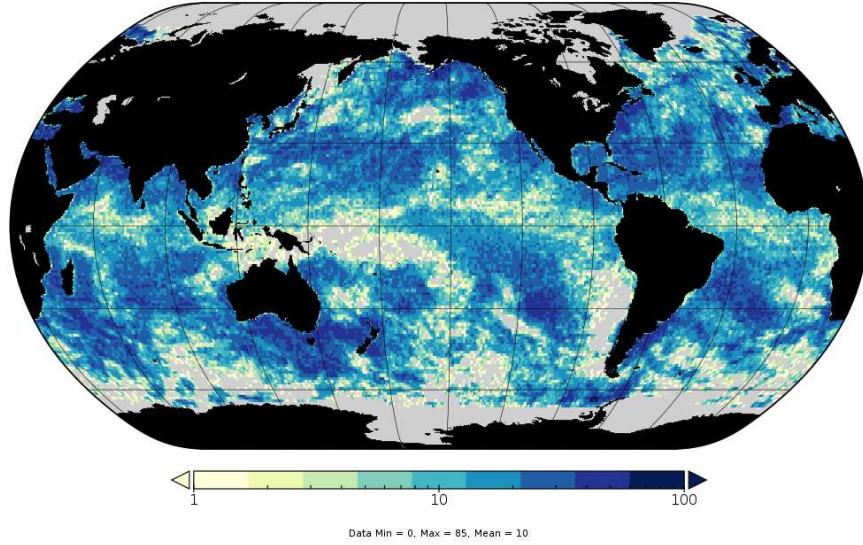 1 10 100
Data Min = 0, Max = 85, Mean = 10